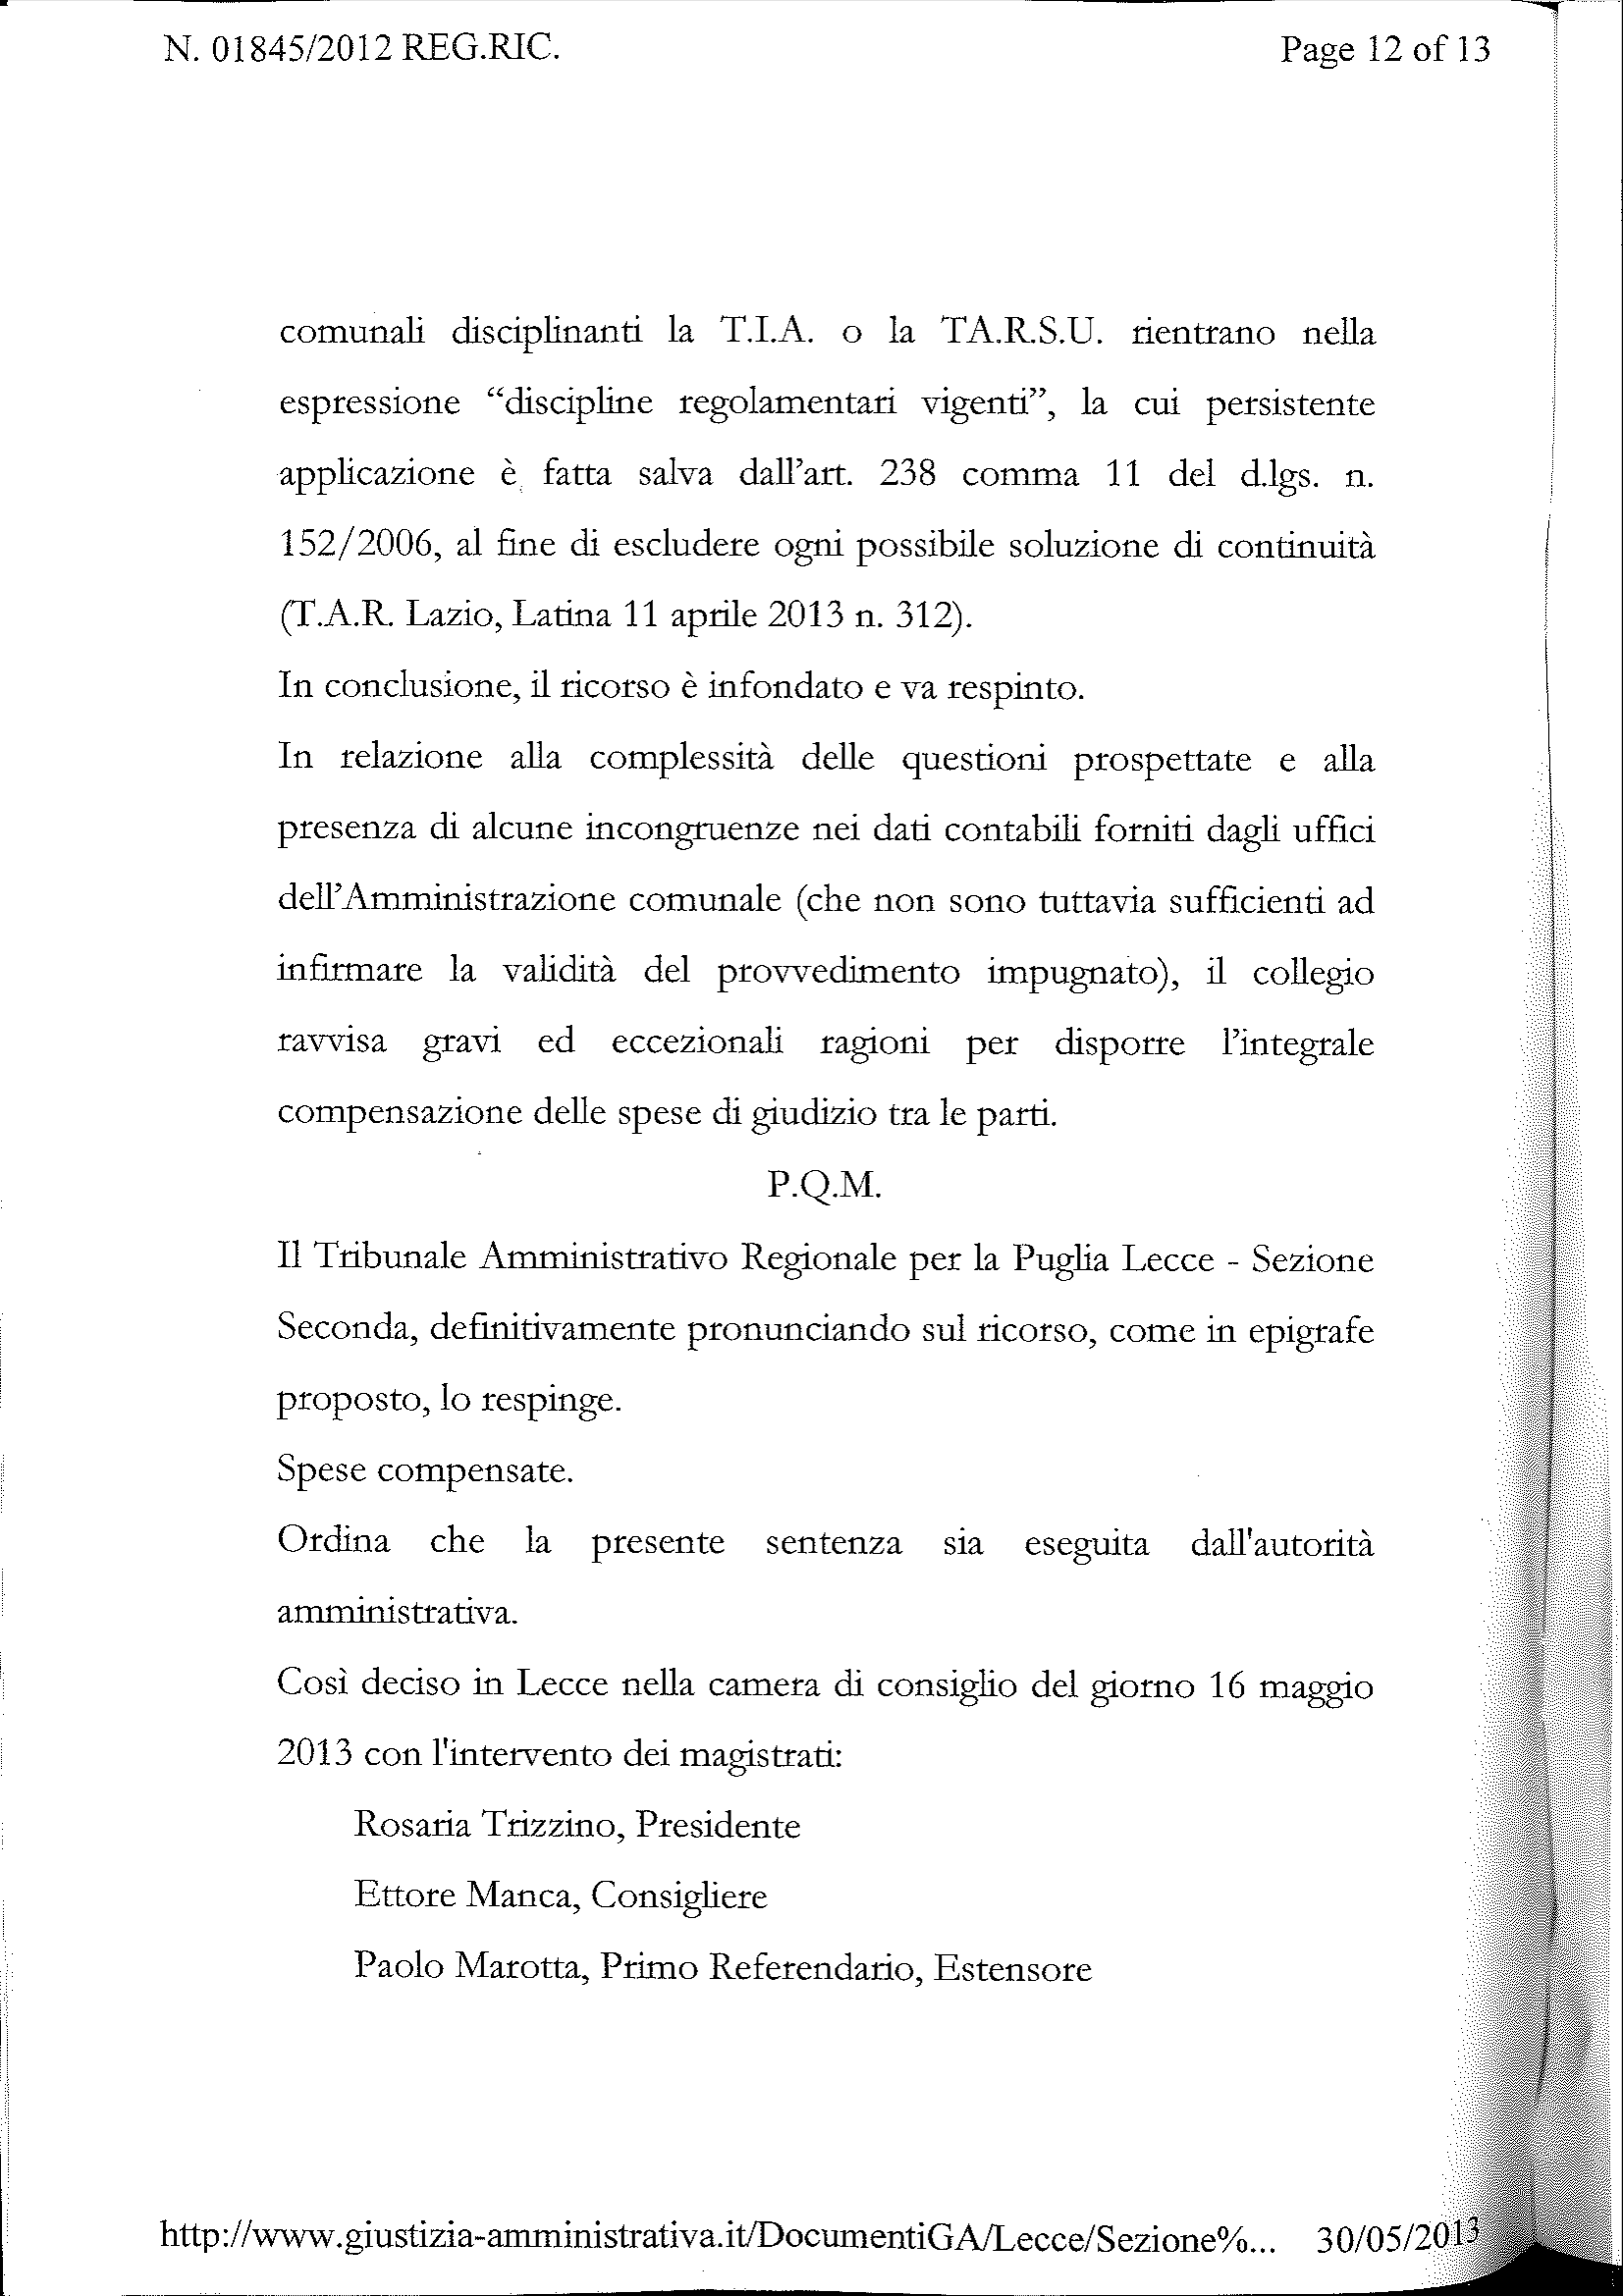 N. 01845/2012 REG.RIC.
Page 12 of 13
comunali disciplinanti la T.I.A. o la TA.R.S.U. rientrano nella
espressione “discipline regolamentari vigenti”, la cui persistente
applicazione è fatta salva dall’art. 238 comma 11 del d.lgs. n.
152/2006, al fine di escludere ogni possibile soluzione di continuità
(T.A.R. Lazio, Latina 11 aprile 2013 n. 312).
In conclusione, il ricorso è infondato e va respinto.
In relazione alla complessità delle questioni prospettate e alla
presenza di alcune incongruenze nei dati contabili forniti dagli uffici
dell’Amministrazione comunale (che non sono tuttavia sufficienti ad
infirmare la validità del provvedimento impugnato), il collegio
ravvisa gravi ed eccezionali ragioni per disporre l’integrale
compensazione delle spese di giudizio tra le parti.
P.Q.M.
Il Tribunale Amministrativo Regionale per la Puglia Lecce - Sezione
Seconda, definitivamente pronunciando sul ricorso, come in epigrafe
proposto, lo respinge.
Spese compensate.
Ordina che la presente sentenza sia eseguita dall'autorità
amministrativa.
Così deciso in Lecce nella camera di consiglio del giorno 16 maggio
2013 con l'intervento dei magistrati:
Rosaria Trizzino, Presidente
Ettore Manca, Consigliere
Paolo Marotta, Primo Referendario, Estensore
http://www.giustizia-amministrativa.it/DocumentiGA/Lecce/Sezione%...
30/05/2013